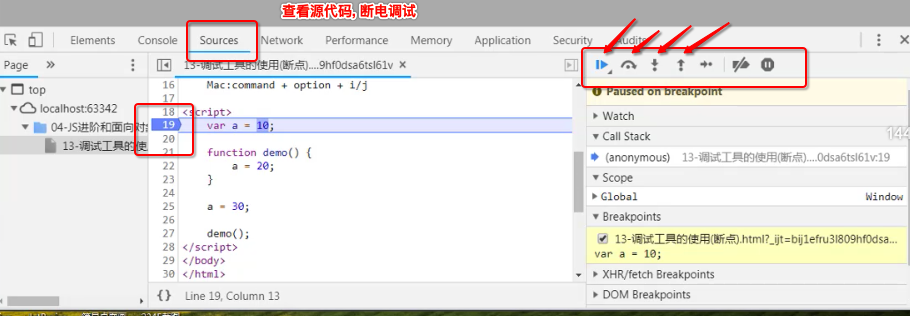 查看源代码, 断电调试
Elements Console Sources Network Performance Memory Application Security Audits
Page » 13-调试工具的使用(断点)....9hf0dsa6tsl61v ×
top
localhost:63342
04-JS进阶和面向对
13-调试工具的使
16 Mac:command + option + i/j
17
18 <script>
19 var a = 10;
20
21 function demo() {
22 a = 20;
23 }
24
25 a = 30;
26
27 demo();
28 </script>
29 </body>
30 </html>
{} Line 19, Column 13
Paused on breakpoint
Watch
Call Stack
(anonymous) 13-调试工具的使用(断点)....0dsa6tsl61v:19
Scope
Global Window
Breakpoints
13-调试工具的使用(断点).html?_ijt=bij1efru3l809hf0dsa...
var a = 10;
XHR/fetch Breakpoints
DOM Breakpoints
144